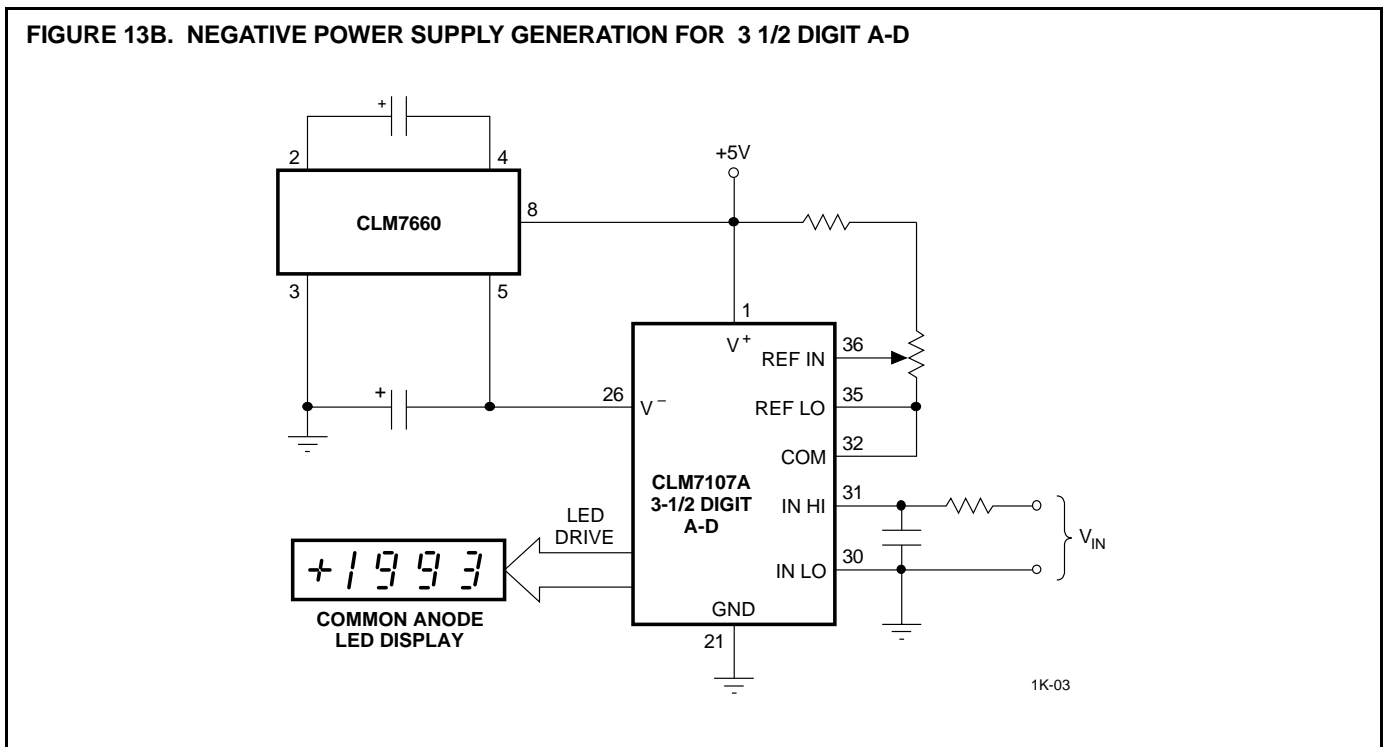 FIGURE 13B. NEGATIVE POWER SUPPLY GENERATION FOR 3 1/2 DIGIT A-D
+
2
4
+5V
CLM7660
8
3
5
1
V+
REF IN
36
+
26
V−
REF LO
35
COM
32
CLM7107A
3-1/2 DIGIT
A-D
IN HI
31
LED
DRIVE
VIN
IN LO
30
+1993
GND
COMMON ANODE
LED DISPLAY
21
1K-03